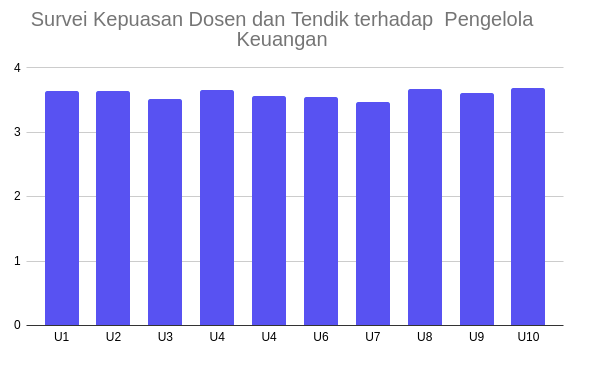 Survei Kepuasan Dosen dan Tendik terhadap  Pengelola
Keuangan
4
3
2
1
0
U1 U2 U3 U4 U4 U6 U7 U8 U9 U10